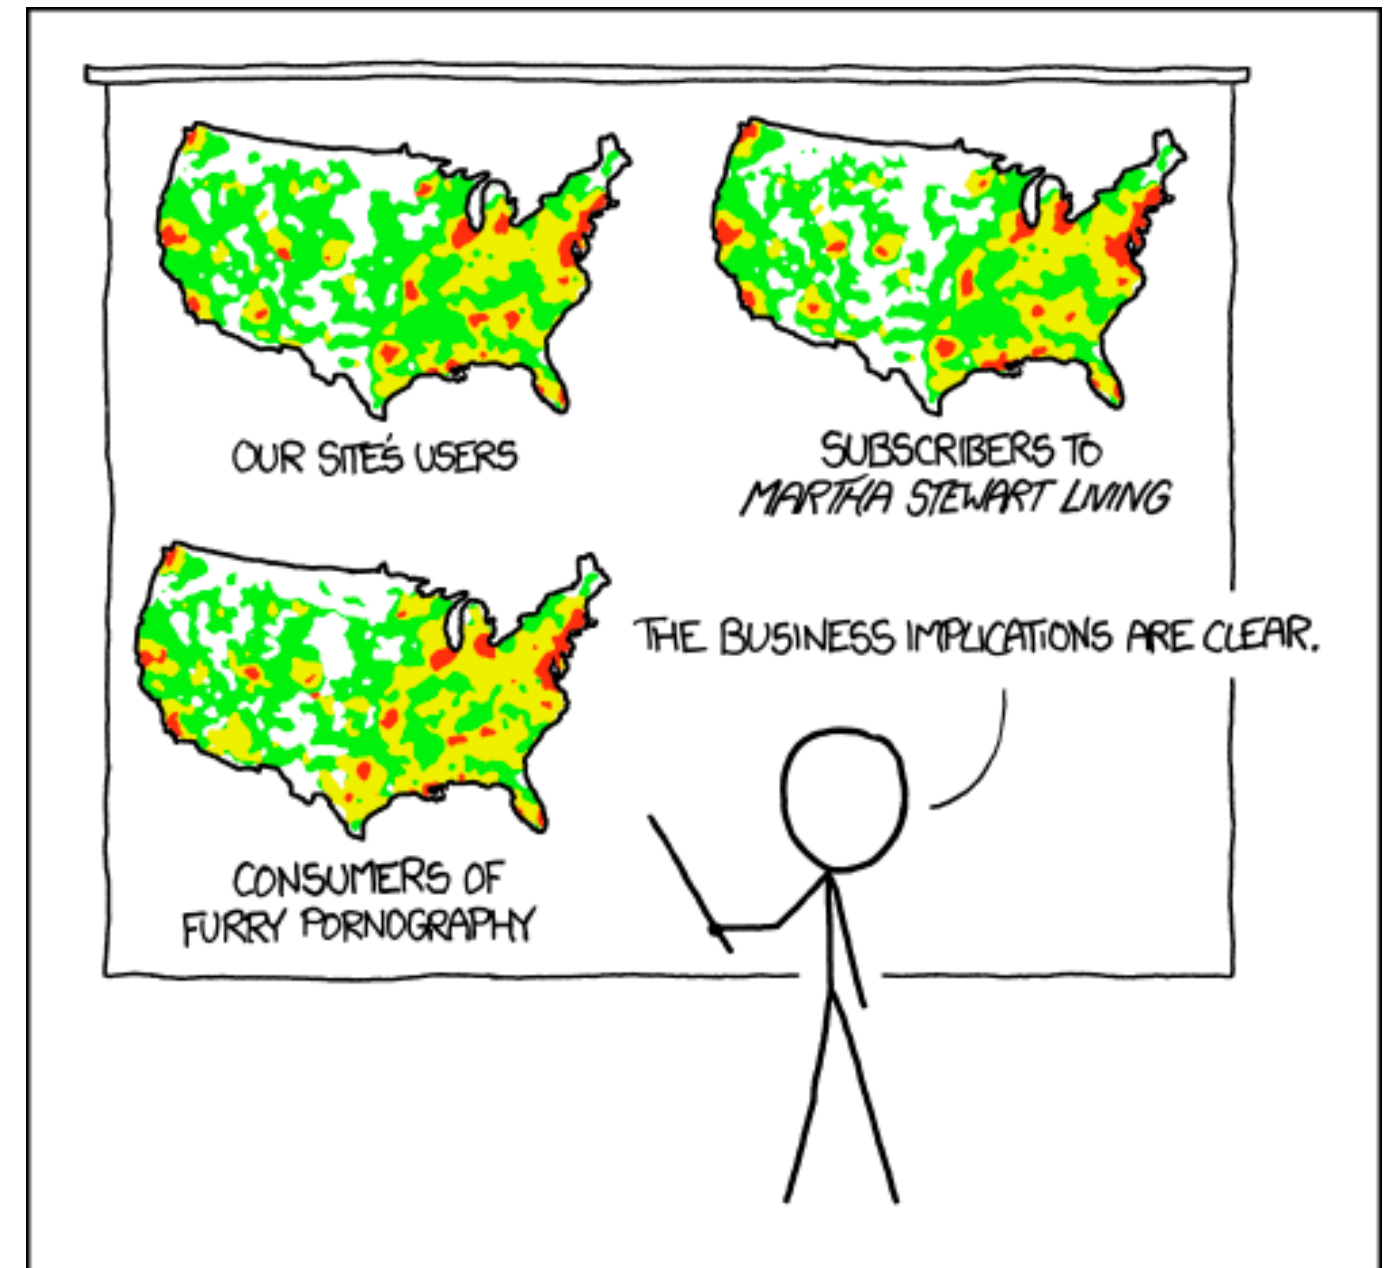 OUR SITE'S USERS
SUBSCRIBERS TO
MARTHA STEWART LIVING
CONSUMERS OF
FURRY PORNOGRAPHY
THE BUSINESS IMPLICATIONS ARE CLEAR.